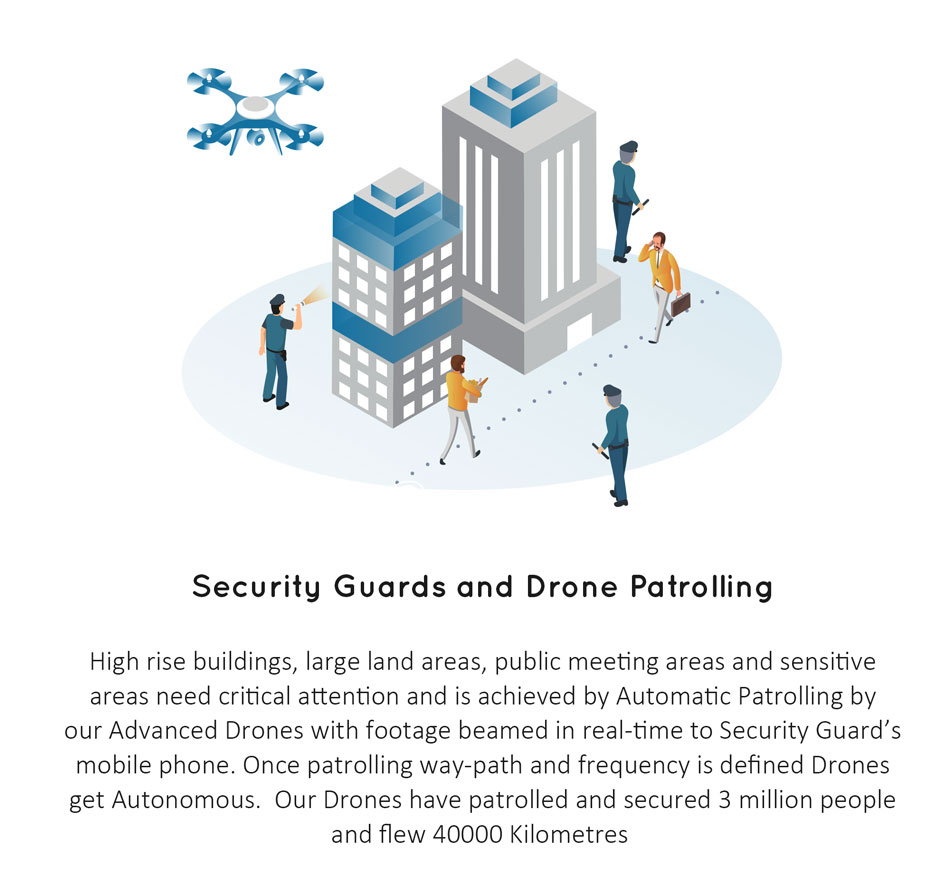 Security Guards and Drone Patrolling
High rise buildings, large land areas, public meeting areas and sensitive
areas need critical attention and is achieved by Automatic Patrolling by
our Advanced Drones with footage beamed in real-time to Security Guard’s
mobile phone. Once patrolling way-path and frequency is defined Drones
get Autonomous.  Our Drones have patrolled and secured 3 million people
and flew 40000 Kilometres